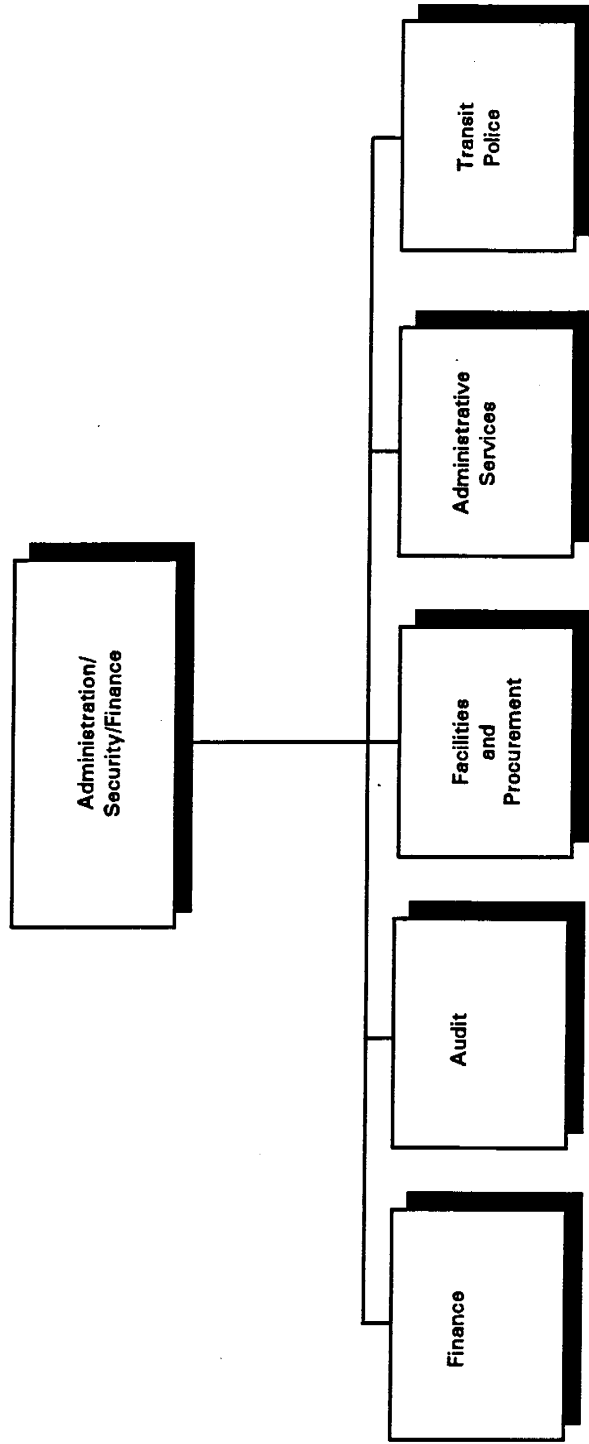 Administration/
Security/Finance
Finance
Audit
Facilities
and
Procurement
Administrative
Services
Transit
Police